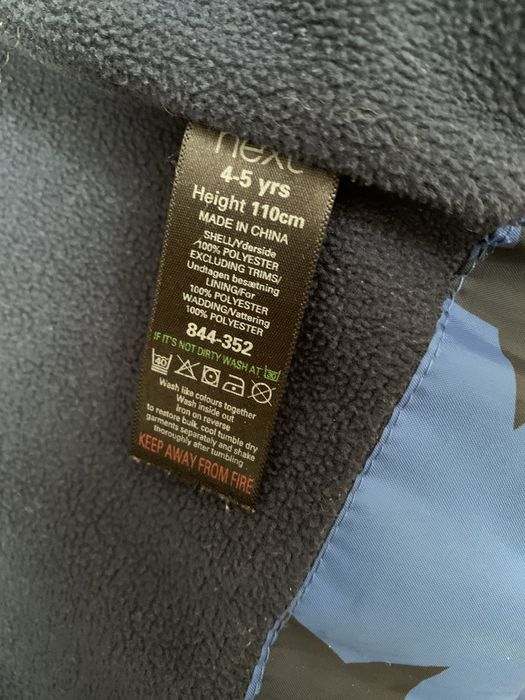 next
4-5 yrs
Height 110cm
MADE IN CHINA
SHELL/Yderside
100% POLYESTER
EXCLUDING TRIMS/
Undtagen besætning
LINING/For
100% POLYESTER
WADDING/Vattering
100% POLYESTER
844-352
IF IT'S NOT DIRTY WASH AT 30
40
Wash like colours together
Wash inside out
Iron on reverse
to restore bulk, cool tumble dry
garments separately and shake
thoroughly after tumbling
KEEP AWAY FROM FIRE